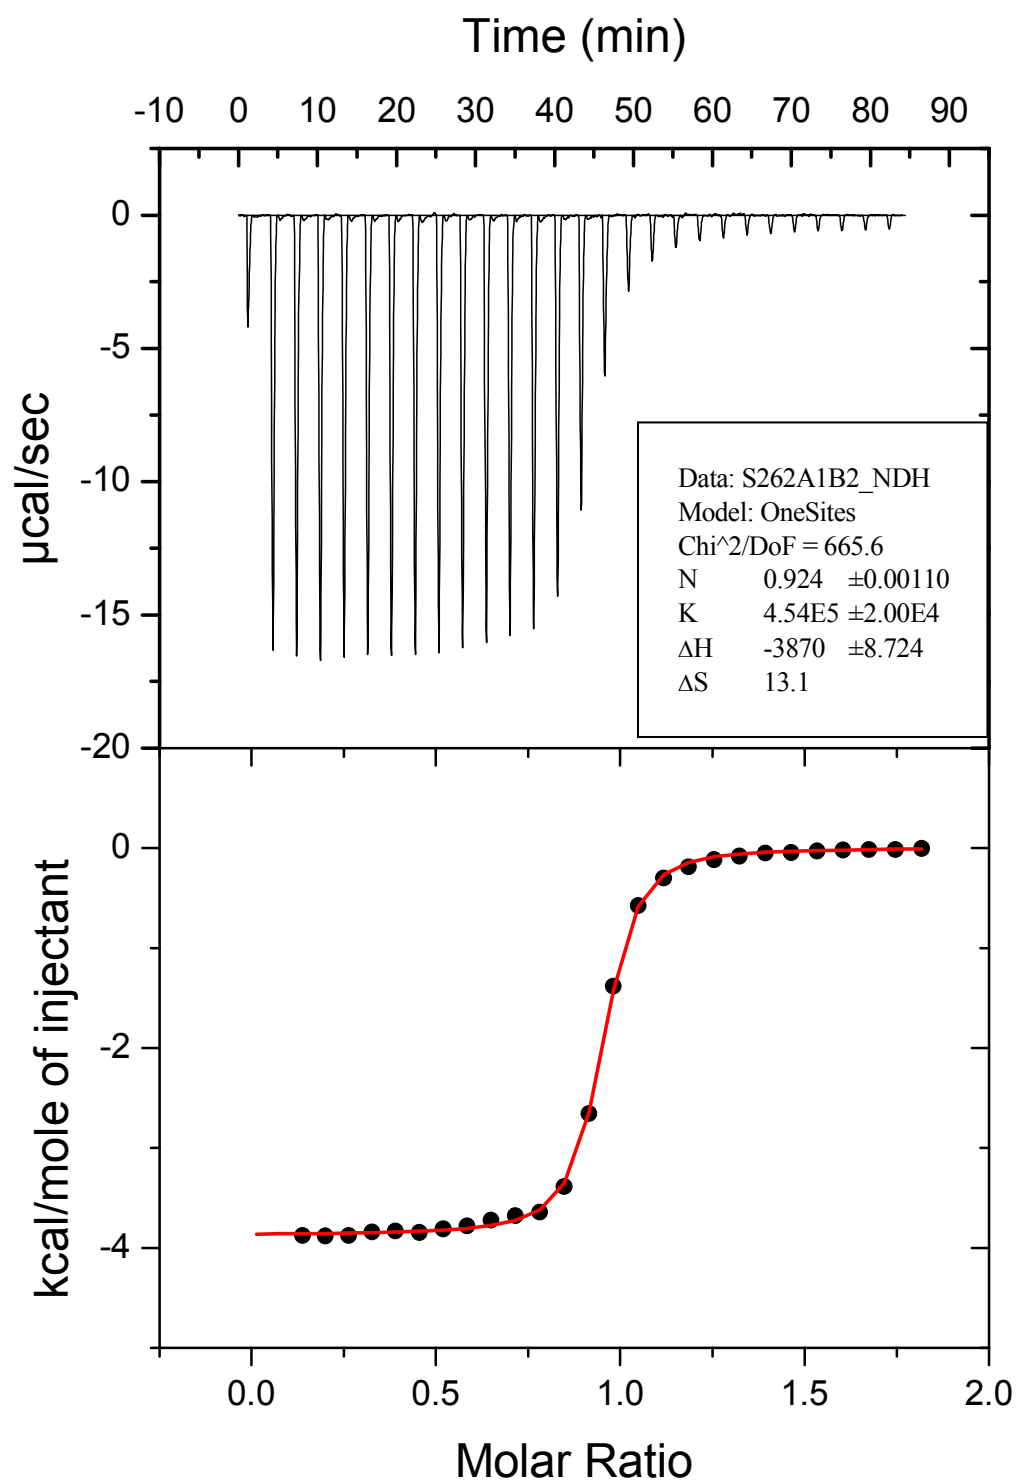 Time (min)
-10 0 10 20 30 40 50 60 70 80 90
0
-5
-10
-15
-20
µcal/sec
Data: S262A1B2_NDH
Model: OneSites
Chi^2/DoF = 665.6
N 0.924 ±0.00110
K 4.54E5 ±2.00E4
ΔH -3870 ±8.724
ΔS 13.1
0
-2
-4
kcal/mole of injectant
0.0 0.5 1.0 1.5 2.0
Molar Ratio